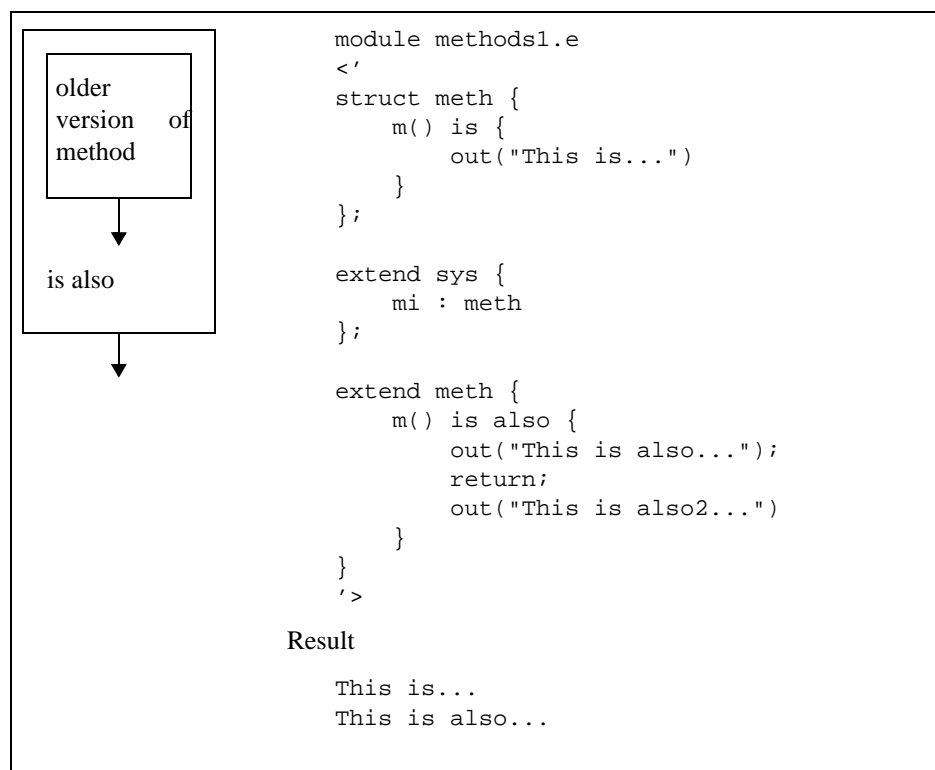 older
version of
method
is also
module methods1.e
<’
struct meth {
    m() is {
        out("This is...")
    }
};
extend sys {
    mi : meth
};
extend meth {
    m() is also {
        out("This is also...");
        return;
        out("This is also2...")
    }
}
’>
Result
This is...
This is also...